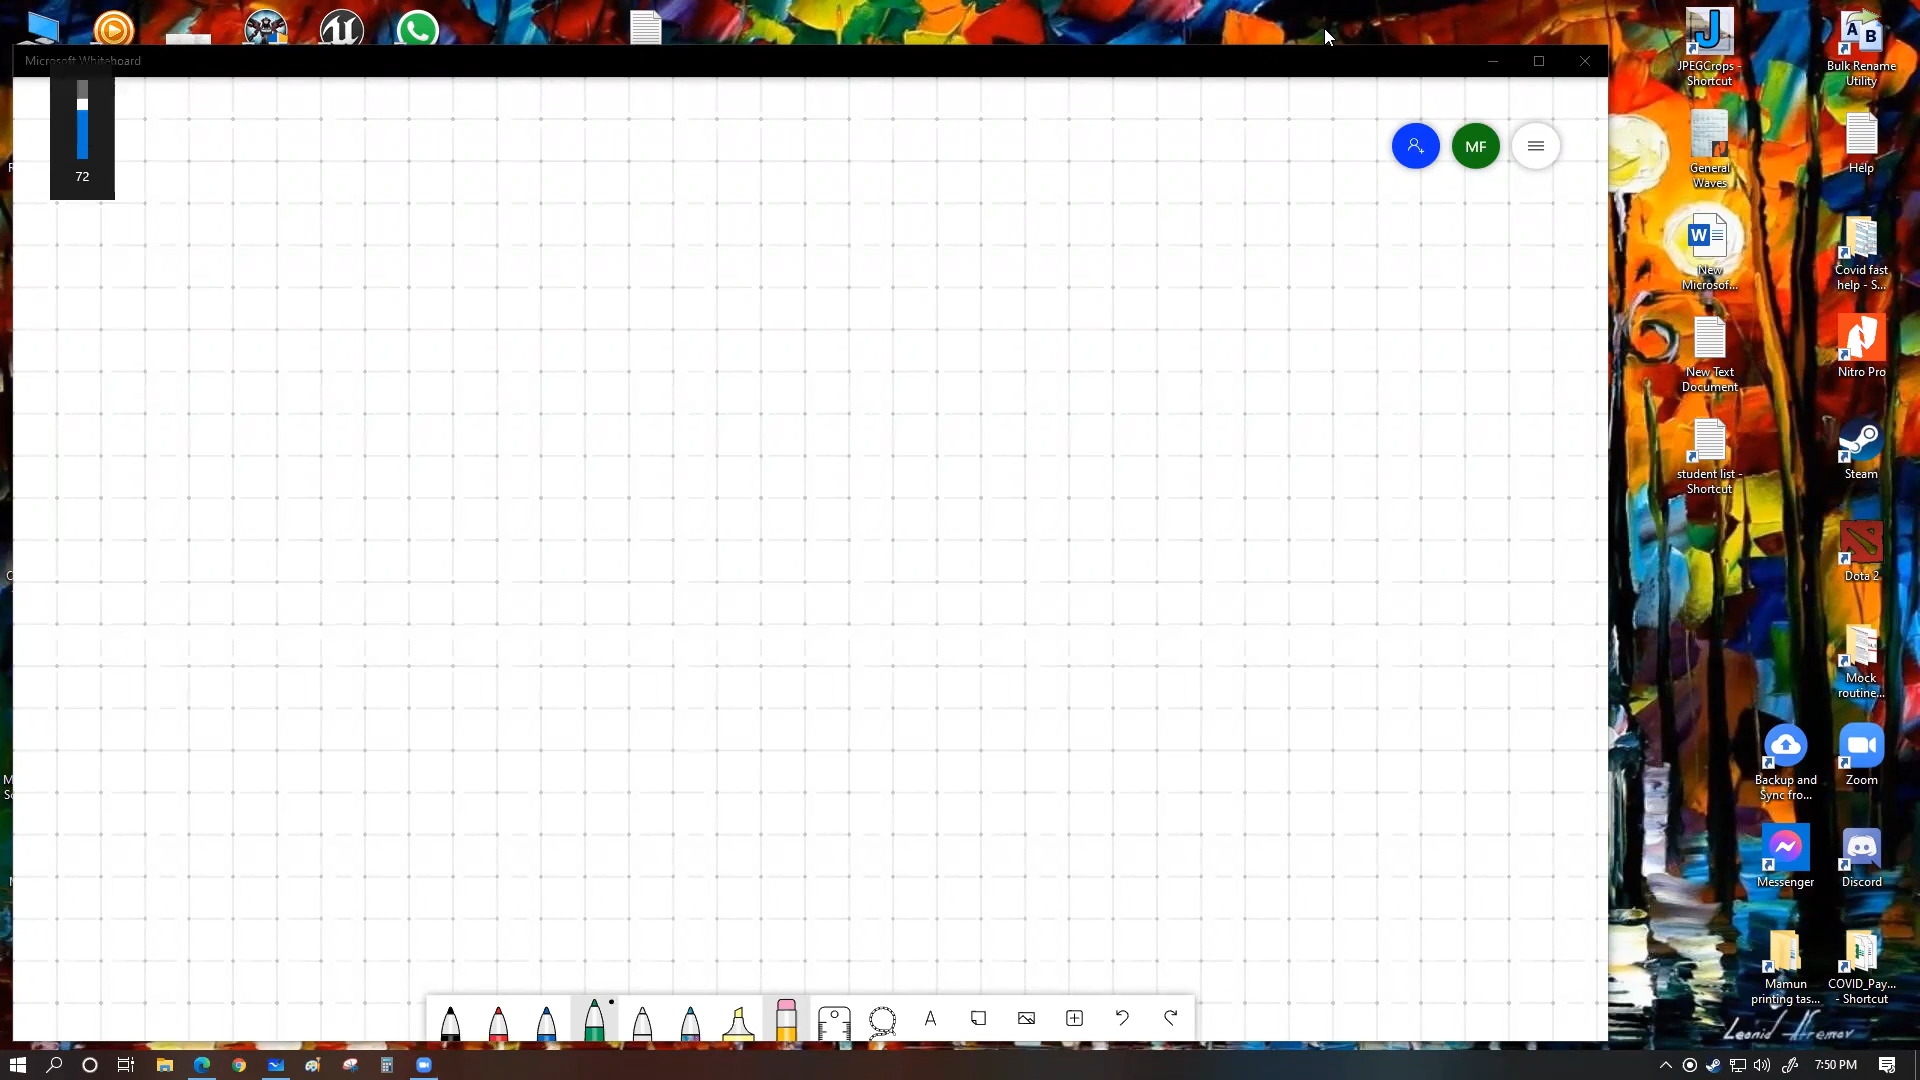 Microsoft Whiteboard
72
MF
A
JPEGCrops -
Shortcut
Bulk Rename
Utility
General
Waves
Help
New
Microsof...
Covid fast
help - S...
New Text
Document
Nitro Pro
student list -
Shortcut
Steam
Dota 2
Mock
routine...
Backup and
Sync fro...
Zoom
Messenger
Discord
Mamun
printing tas...
COVID_Pay...
- Shortcut
Leonid Afremov
7:50 PM